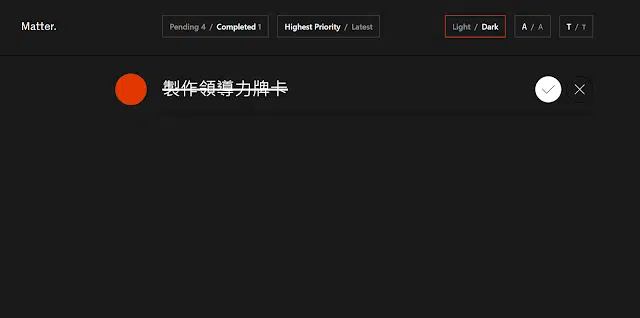 Matter.
Pending 4 / Completed 1
Highest Priority / Latest
Light / Dark
A / A
T / T
製作領導力牌卡